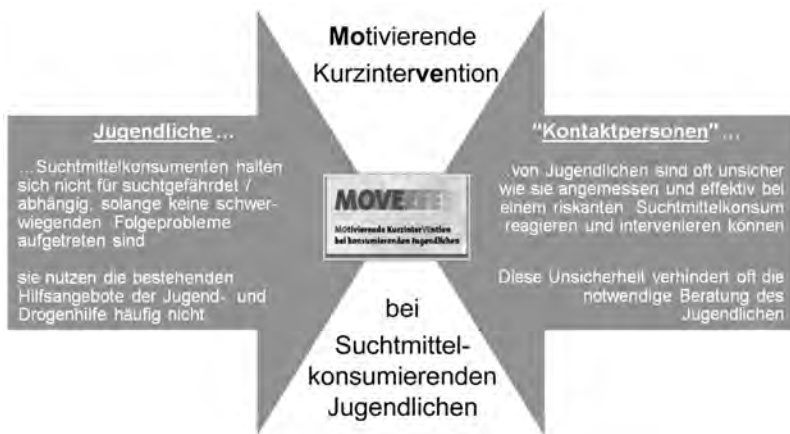 Motivierende
Kurzintervention
Jugendliche ...
...Suchtmittelkonsumenten halten
sich nicht für suchtgefährdet /
abhängig, solange keine schwer-
wiegenden Folgeprobleme
aufgetreten sind
sie nutzen die bestehenden
Hilfsangebote der Jugend- und
Drogenhilfe häufig nicht
MOVE
MOtivierende KurzinterVEntion
bei konsumierenden Jugendlichen
"Kontaktpersonen" ...
...von Jugendlichen sind oft unsicher
wie sie angemessen und effektiv bei
einem riskanten Suchtmittelkonsum
reagieren und intervenieren können
Diese Unsicherheit verhindert oft die
notwendige Beratung des
Jugendlichen
bei
Suchtmittel-
konsumierenden
Jugendlichen